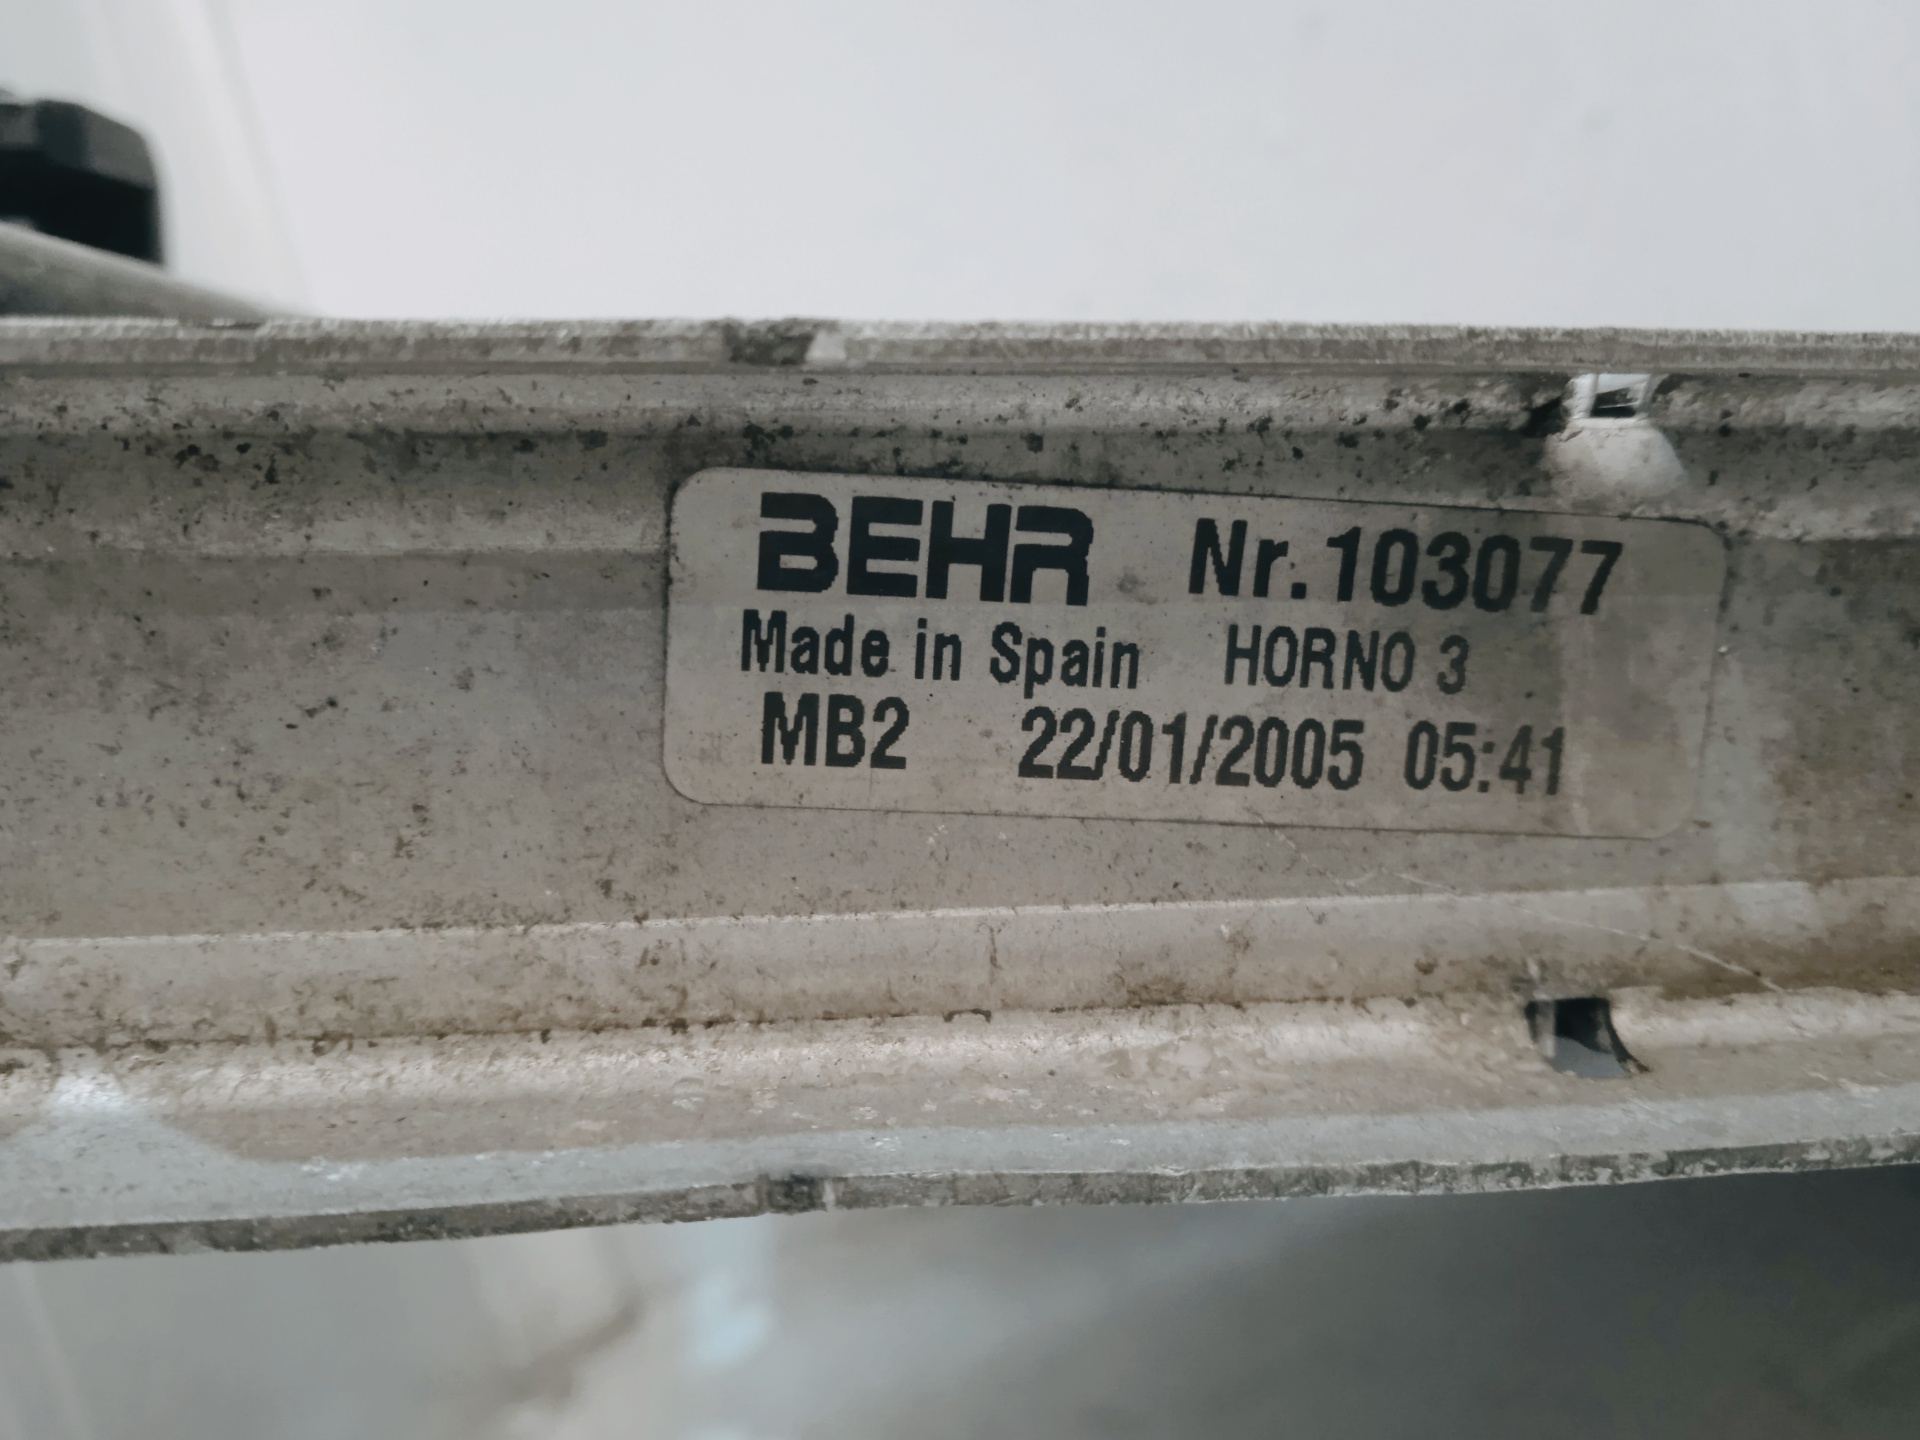 BEHR Nr.103077
Made in Spain HORNO 3
MB2 22/01/2005 05:41